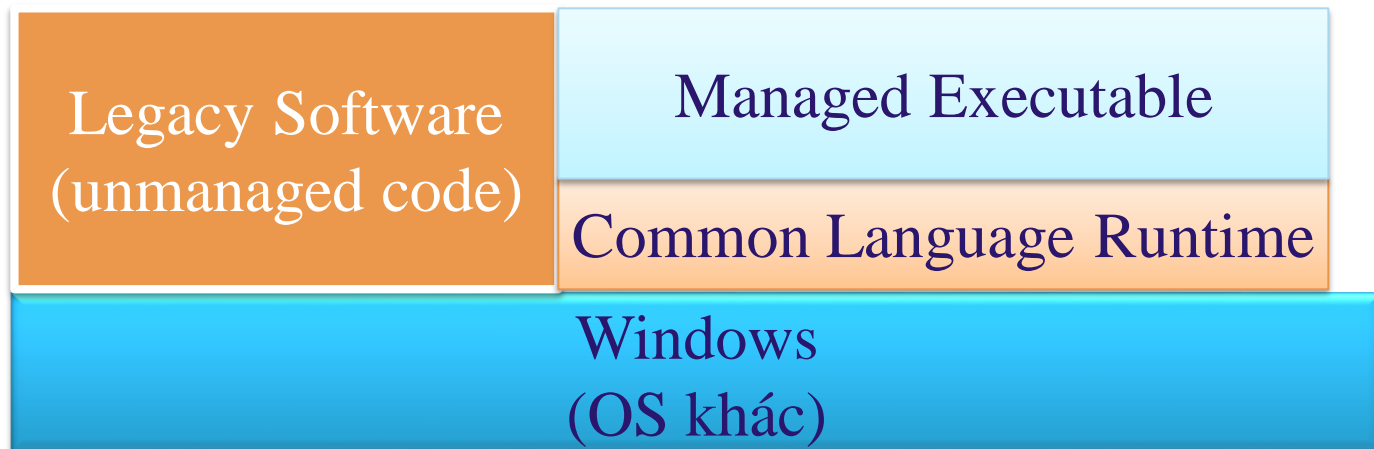 Legacy Software
(unmanaged code)
Managed Executable
Common Language Runtime
Windows
(OS khác)